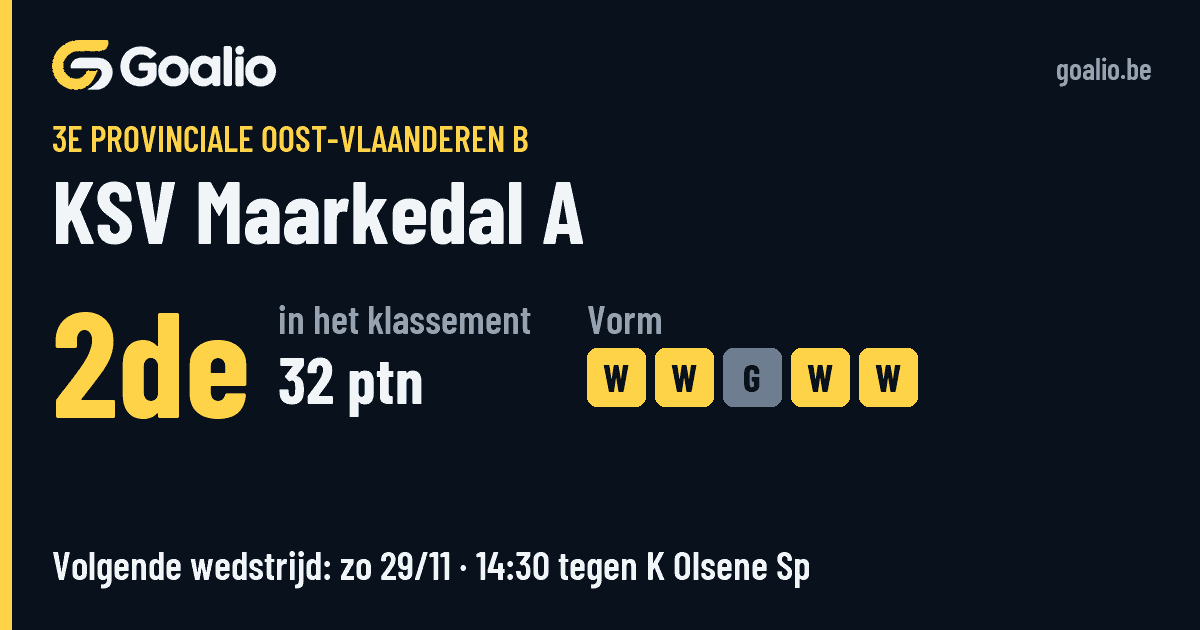 Goalio
goalio.be
3E PROVINCIALE OOST-VLAANDEREN B
KSV Maarkedal A
2de
in het klassement
32 ptn
Vorm
W W G W W
Volgende wedstrijd: zo 29/11 · 14:30 tegen K Olsene Sp